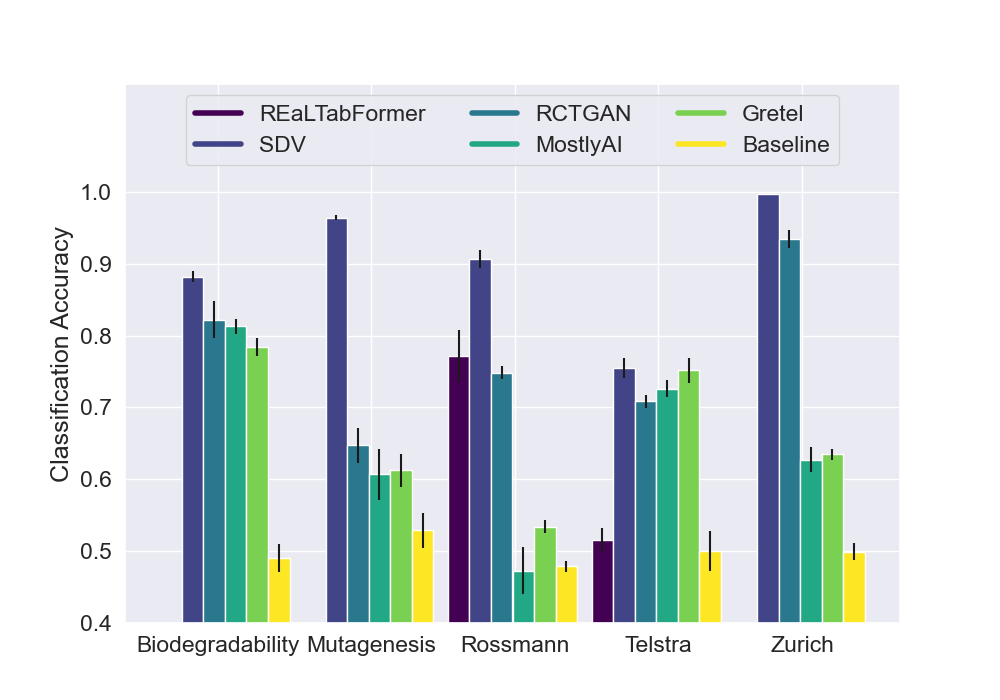 REaLTabFormer RCTGAN Gretel
SDV MostlyAI Baseline
1.0
0.9
0.8
0.7
0.6
0.5
0.4
Classification Accuracy
Biodegradability Mutagenesis Rossmann Telstra Zurich